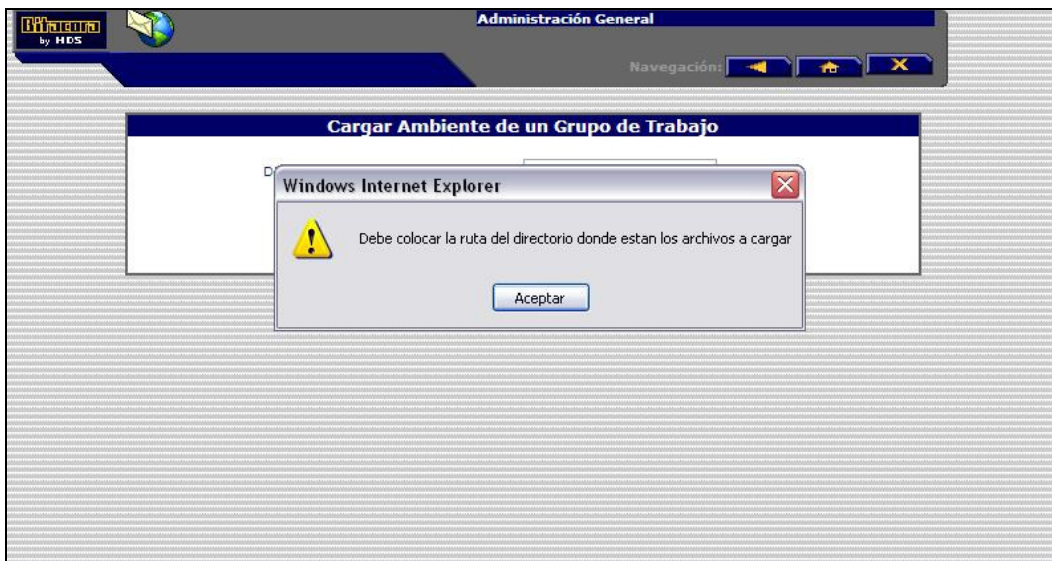 Bitacora
by HDS
Administración General
Navegación:
Cargar Ambiente de un Grupo de Trabajo
D
Windows Internet Explorer
Debe colocar la ruta del directorio donde estan los archivos a cargar
Aceptar